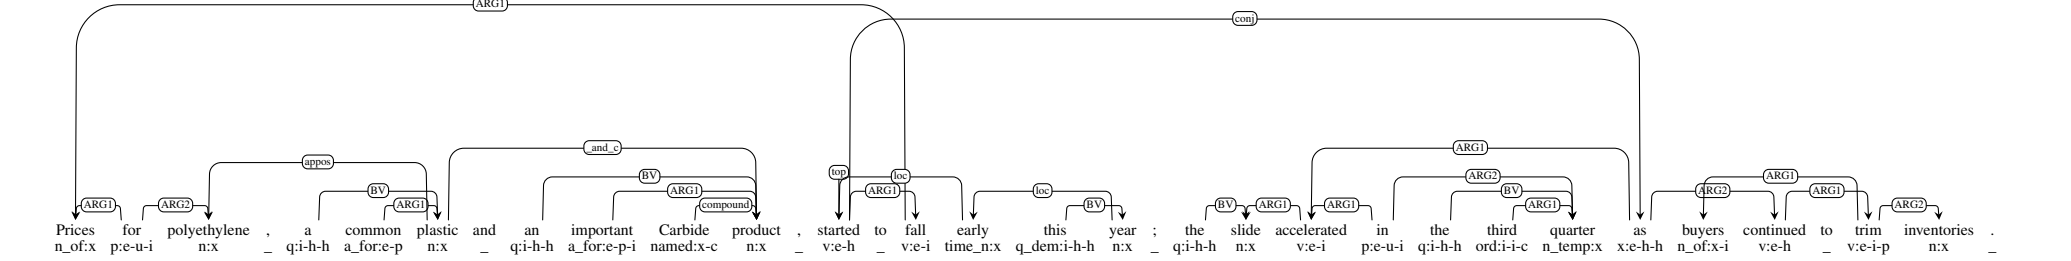 ARG1
conj
_and_c
ARG1
appos
top
loc
BV
ARG2
ARG1
BV
ARG1
loc
BV
ARG2
ARG1
ARG1
ARG1
ARG2
BV
ARG1
compound
BV
BV
ARG1
ARG1
ARG1
ARG2
Prices for polyethylene , a common plastic and an important Carbide product , started to fall early this year ; the slide accelerated in the third quarter as buyers continued to trim inventories .
n_of:x p:e-u-i n:x _ q:i-h-h a_for:e-p n:x _ q:i-h-h a_for:e-p-i named:x-c n:x _ v:e-h _ v:e-i time_n:x q_dem:i-h-h n:x _ q:i-h-h n:x v:e-i p:e-u-i q:i-h-h ord:i-i-c n_temp:x x:e-h-h n_of:x-i v:e-h _ v:e-i-p n:x _